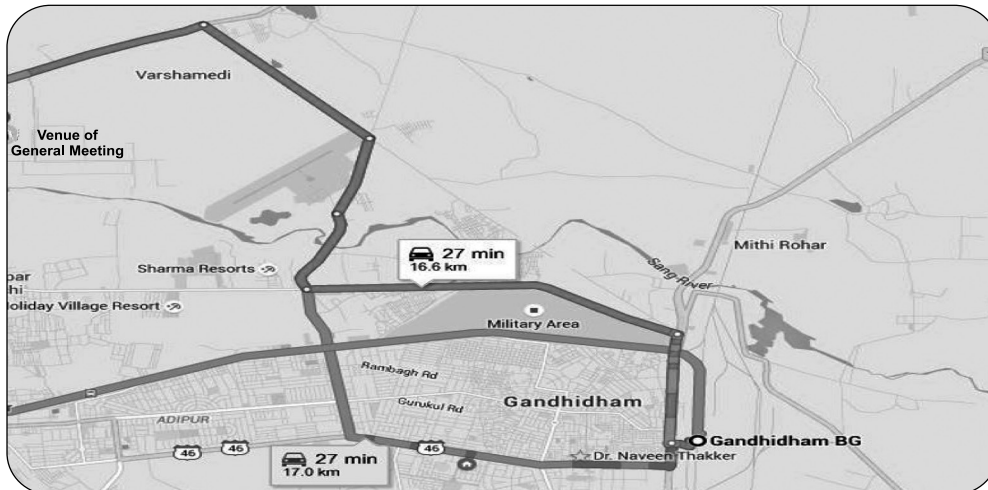 Varshamedi
Venue of
General Meeting
27 min
16.6 km
Mithi Rohar
Sang River
Sharma Resorts
Holiday Village Resort
Military Area
Rambagh Rd
Gandhidham
Gurukul Rd
ADIPUR
46
46
46
Gandhidham BG
Dr. Naveen Thakker
27 min
17.0 km